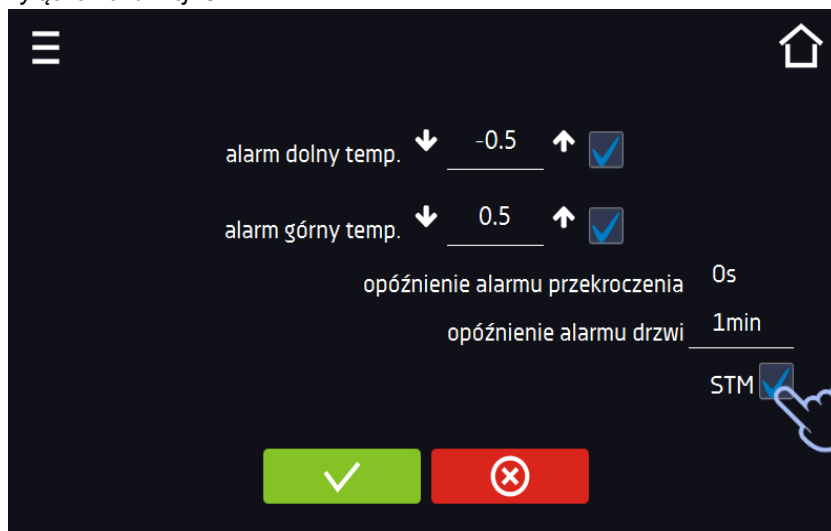 alarm dolny temp. -0.5
alarm górny temp. 0.5
opóźnienie alarmu przekroczenia 0s
opóźnienie alarmu drzwi 1min
STM